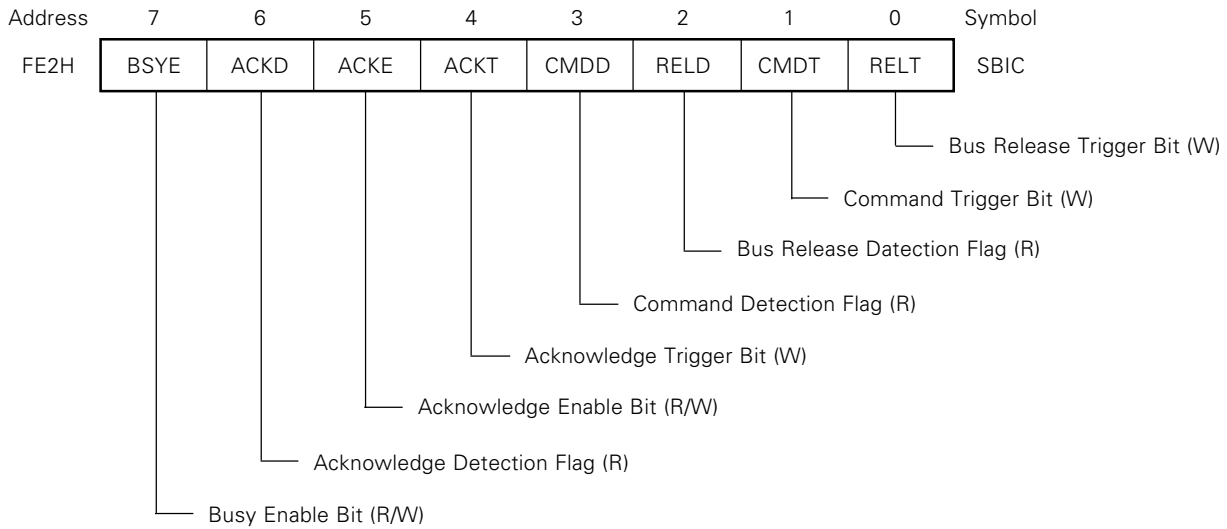 Address 7 6 5 4 3 2 1 0 Symbol
FE2H BSYE ACKD ACKE ACKT CMDD RELD CMDT RELT SBIC
Bus Release Trigger Bit (W)
Command Trigger Bit (W)
Bus Release Datection Flag (R)
Command Detection Flag (R)
Acknowledge Trigger Bit (W)
Acknowledge Enable Bit (R/W)
Acknowledge Detection Flag (R)
Busy Enable Bit (R/W)